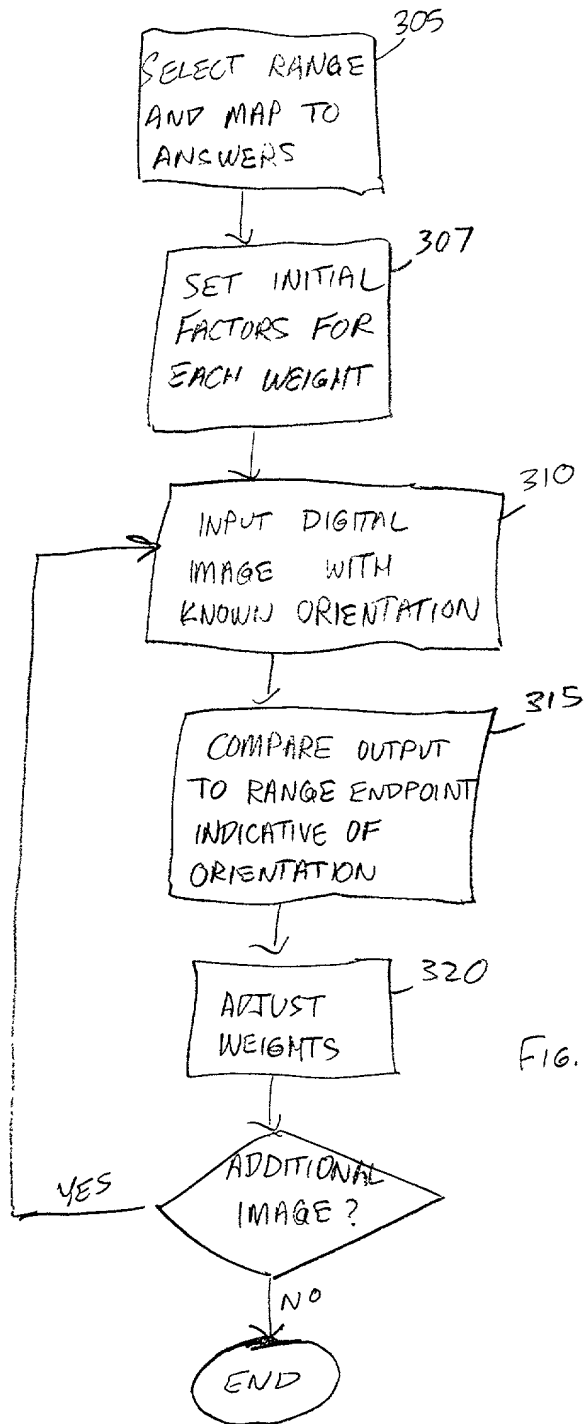 305
SELECT RANGE
AND MAP TO
ANSWERS
307
SET INITIAL
FACTORS FOR
EACH WEIGHT
310
INPUT DIGITAL
IMAGE WITH
KNOWN ORIENTATION
315
COMPARE OUTPUT
TO RANGE ENDPOINT
INDICATIVE OF
ORIENTATION
320
ADJUST
WEIGHTS
FIG.
ADDITIONAL
IMAGE?
YES
NO
END